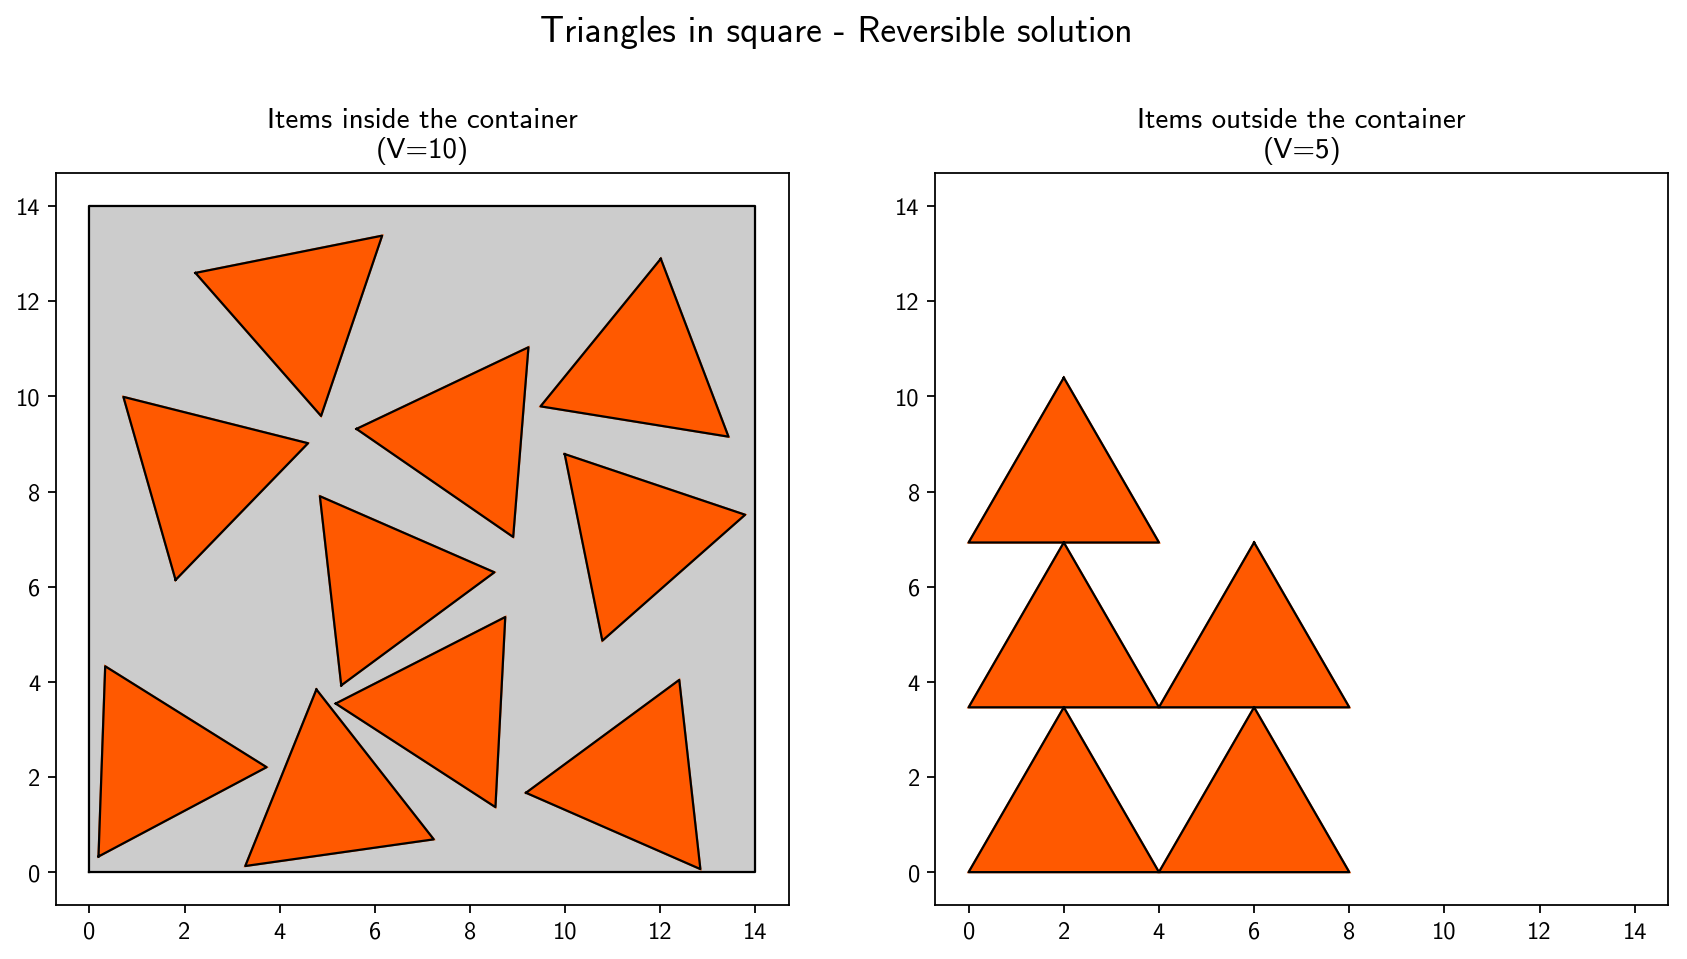 Triangles in square - Reversible solution
Items inside the container
(V=10)
14
12
10
8
6
4
2
0
0 2 4 6 8 10 12 14
Items outside the container
(V=5)
14
12
10
8
6
4
2
0
0 2 4 6 8 10 12 14